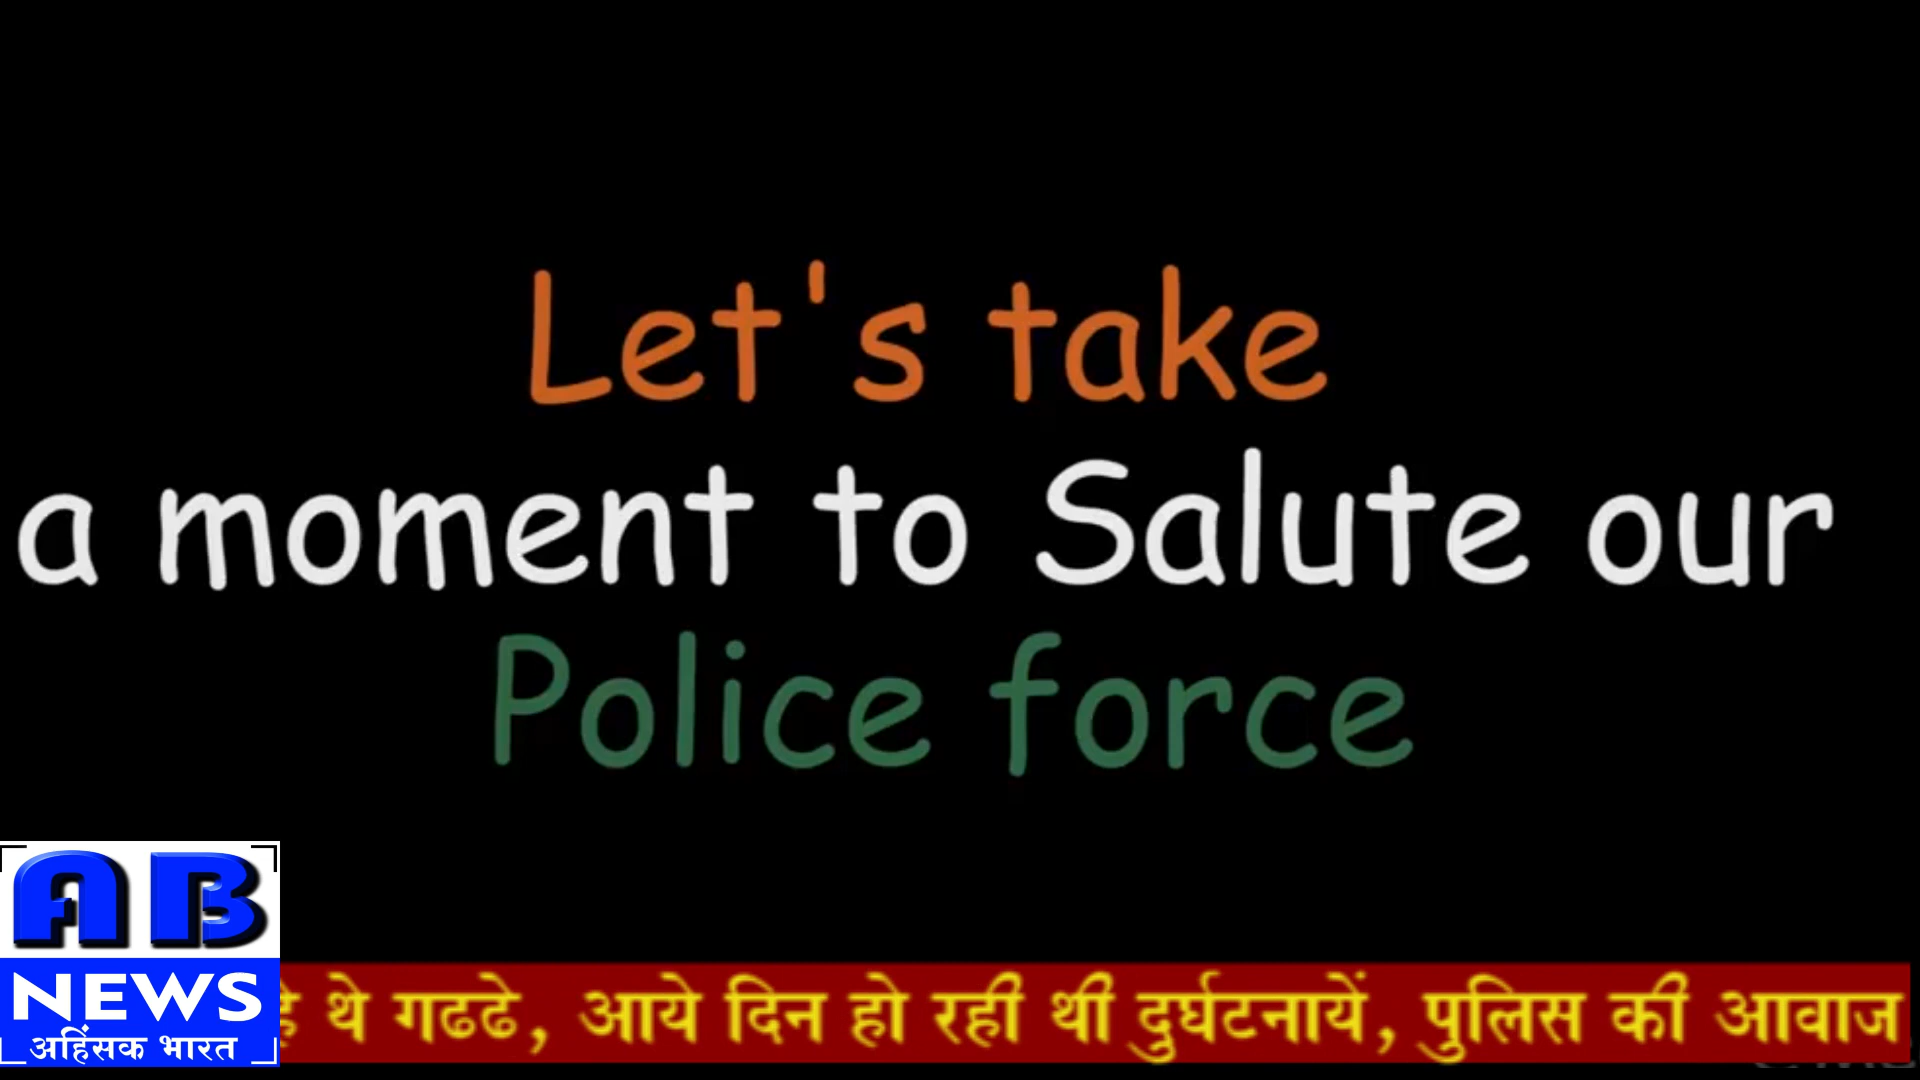 Let's take
a moment to Salute our
Police force
AB
NEWS
अहिंसक भारत
थे गढढे, आये दिन हो रही थी दुर्घटनायें, पुलिस की आवाज